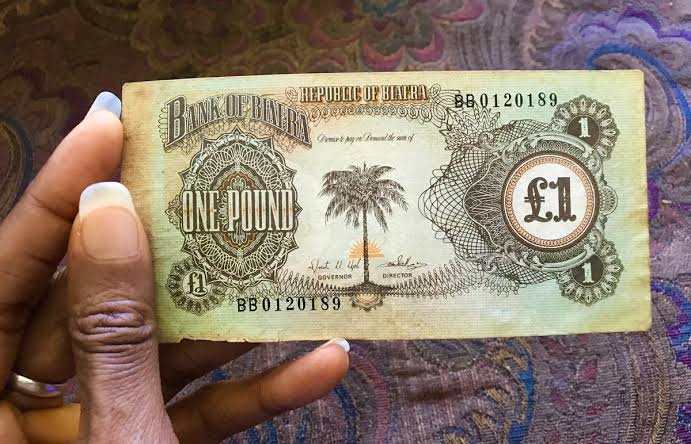 REPUBLIC OF BIAFRA
BANK OF BIAFRA
BB0120189
1
Promise to pay on Demand the sum of
ONE POUND
£1
GOVERNOR
DIRECTOR
£1
1
BB0120189